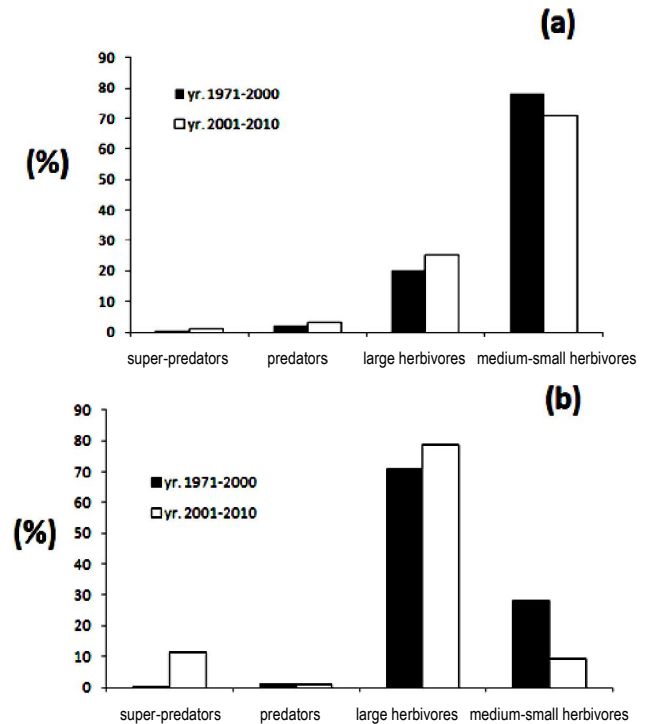 (a)
90
80
70
60
50
40
30
20
10
0
(%)
yr. 1971-2000
yr. 2001-2010
super-predators predators large herbivores medium-small herbivores
(b)
90
80
70
60
50
40
30
20
10
0
(%)
yr. 1971-2000
yr. 2001-2010
super-predators predators large herbivores medium-small herbivores